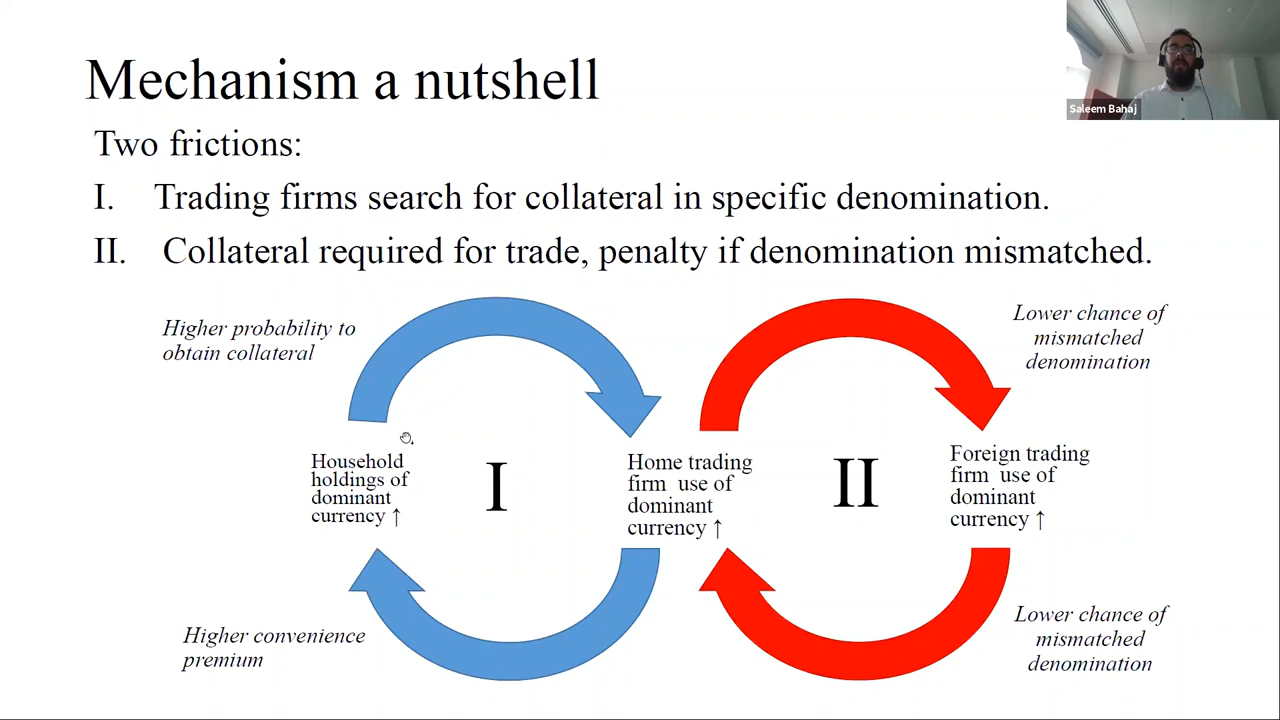 Mechanism a nutshell
Saleem Bahaj
Two frictions:
I. Trading firms search for collateral in specific denomination.
II. Collateral required for trade, penalty if denomination mismatched.
Higher probability to
obtain collateral
Lower chance of
mismatched
denomination
Household
holdings of
dominant
currency ↑
I
Home trading
firm use of
dominant
currency ↑
II
Foreign trading
firm use of
dominant
currency ↑
Higher convenience
premium
Lower chance of
mismatched
denomination